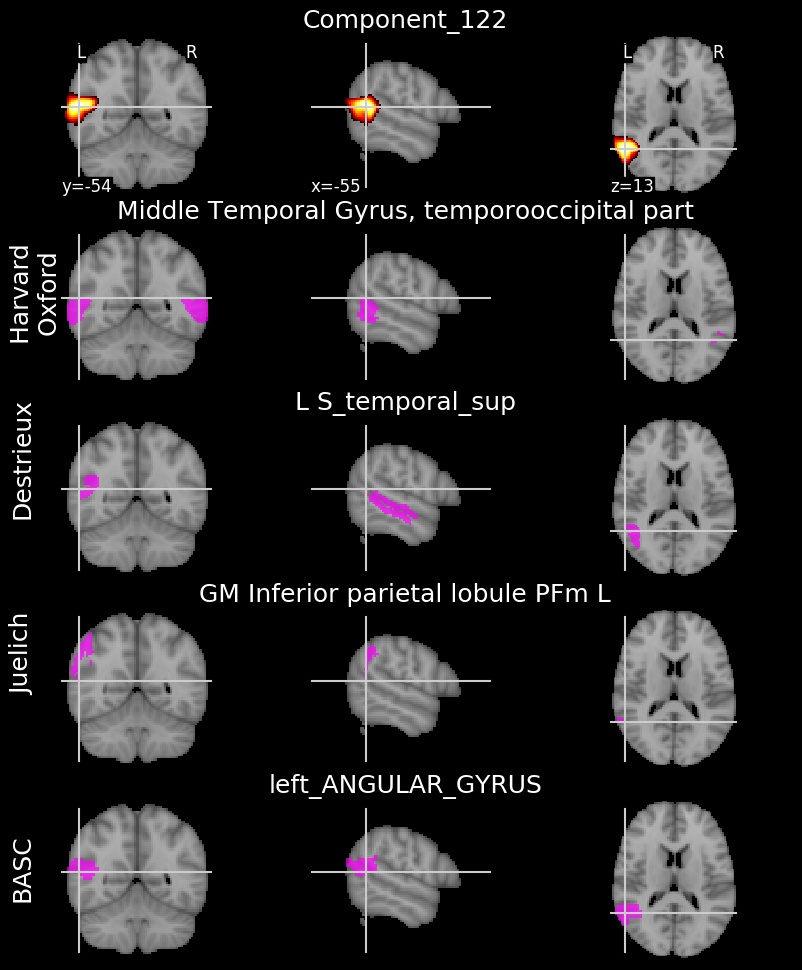 Component_122
L R
L R
y=-54
x=-55
z=13
Middle Temporal Gyrus, temporooccipital part
Harvard
Oxford
L S_temporal_sup
Destrieux
GM Inferior parietal lobule PFm L
Juelich
left_ANGULAR_GYRUS
BASC